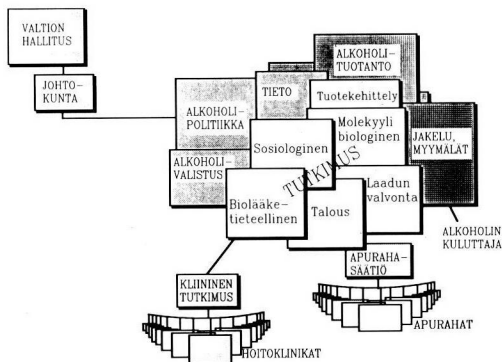 VALTION
HALLITUS
JOHTO-
KUNTA
ALKOHOLI-
TUOTANTO
TIETO
Tuotekehittely
ALKOHOLI-
POLITIIKKA
Molekyyli
biologinen
JAKELU,
MYYMÄLÄT
Sosiologinen
TUTKIMUS
ALKOHOLI-
VALISTUS
Laadun
valvonta
Biolääke-
tieteellinen
Talous
ALKOHOLIN
KULUTTAJA
KLIININEN
TUTKIMUS
APURAHA-
SÄÄTIÖ
APURAHAT
HOITOKLINIKAT